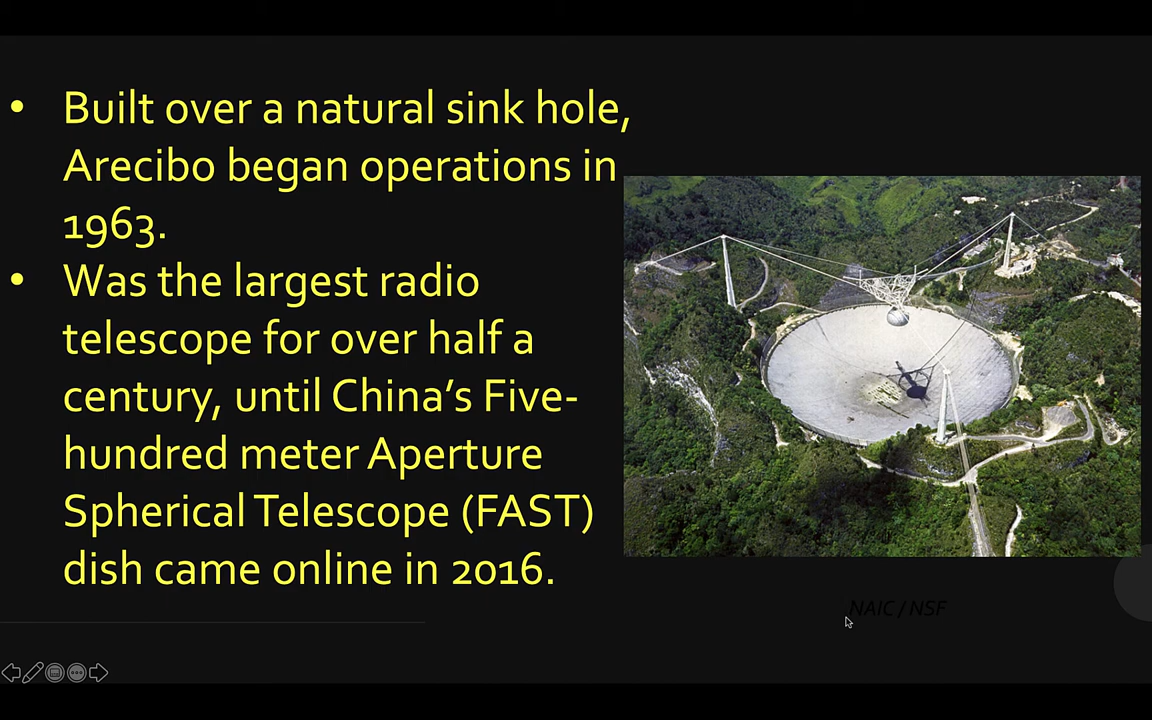 • Built over a natural sink hole,
Arecibo began operations in
1963.
• Was the largest radio
telescope for over half a
century, until China’s Five-
hundred meter Aperture
Spherical Telescope (FAST)
dish came online in 2016.
NAIC / NSF